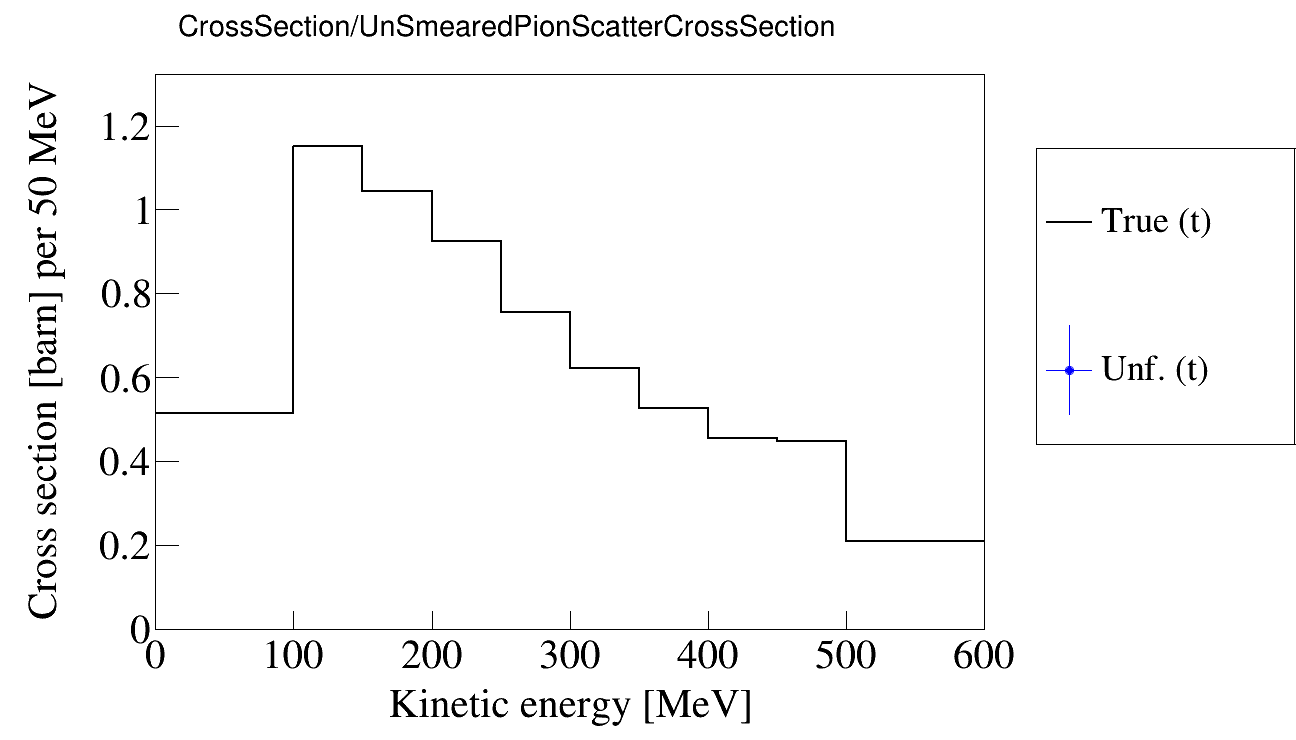 CrossSection/UnSmearedPionScatterCrossSection
Cross section [barn] per 50 MeV
1.2
1
0.8
0.6
0.4
0.2
0
0 100 200 300 400 500 600
Kinetic energy [MeV]
True (t)
Unf. (t)